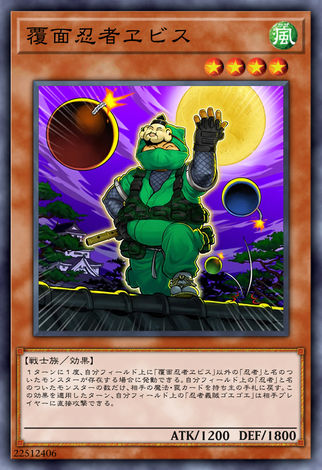 覆面忍者ヱビス
風
【戦士族／効果】
１ターンに１度、自分フィールド上に「覆面忍者ヱビス」以外の「忍者」と名の
ついたモンスターが存在する場合に発動できる。自分フィールド上の「忍者」と名
のついたモンスターの数だけ、相手の魔法・罠カードを持ち主の手札に戻す。こ
の効果を適用したターン、自分フィールド上の「忍者義賊ゴエゴエ」は相手プレ
イヤーに直接攻撃できる。
ATK/1200 DEF/1800
22512406